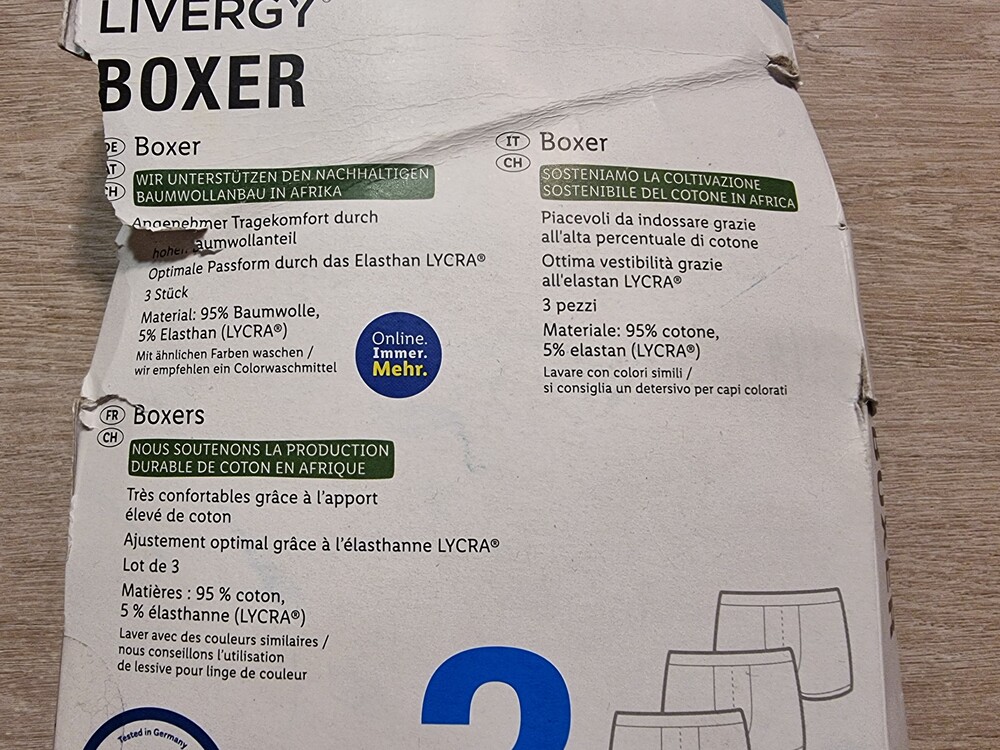 LIVERGY®
BOXER
DE
AT
CH
Boxer
WIR UNTERSTÜTZEN DEN NACHHALTIGEN
BAUMWOLLANBAU IN AFRIKA
Angenehmer Tragekomfort durch
hohen Baumwollanteil
Optimale Passform durch das Elasthan LYCRA®
3 Stück
Material: 95% Baumwolle,
5% Elasthan (LYCRA®)
Mit ähnlichen Farben waschen /
wir empfehlen ein Colorwaschmittel
Online.
Immer.
Mehr.
IT
CH
Boxer
SOSTENIAMO LA COLTIVAZIONE
SOSTENIBILE DEL COTONE IN AFRICA
Piacevoli da indossare grazie
all'alta percentuale di cotone
Ottima vestibilità grazie
all'elastan LYCRA®
3 pezzi
Materiale: 95% cotone,
5% elastan (LYCRA®)
Lavare con colori simili /
si consiglia un detersivo per capi colorati
FR
CH
Boxers
NOUS SOUTENONS LA PRODUCTION
DURABLE DE COTON EN AFRIQUE
Très confortables grâce à l'apport
élevé de coton
Ajustement optimal grâce à l'élasthanne LYCRA®
Lot de 3
Matières : 95 % coton,
5 % élasthanne (LYCRA®)
Laver avec des couleurs similaires /
nous conseillons l'utilisation
de lessive pour linge de couleur
Tested in Germany